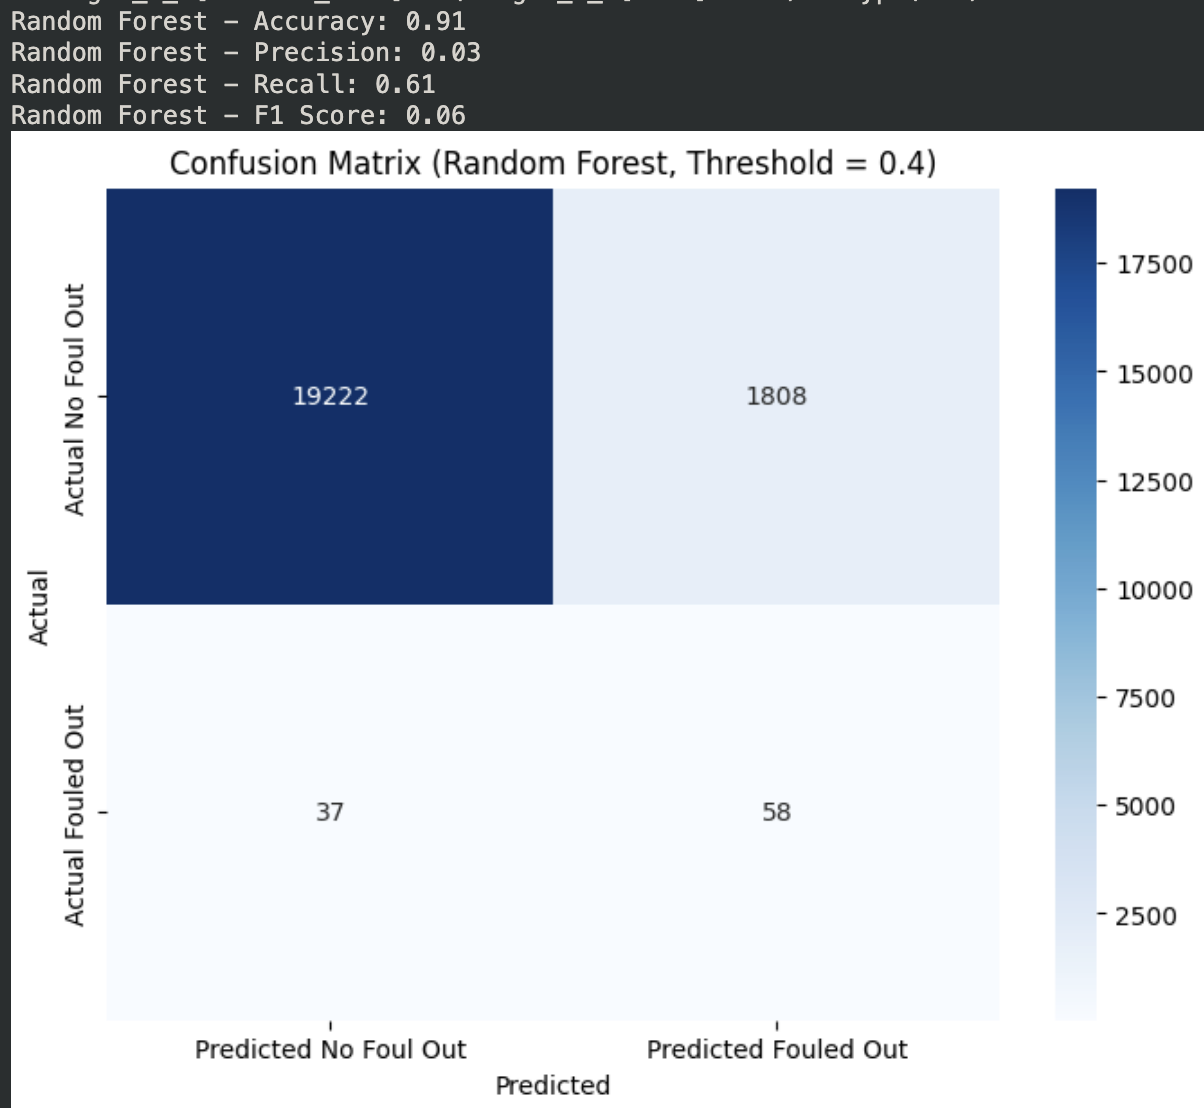 Random Forest – Accuracy: 0.91
Random Forest – Precision: 0.03
Random Forest – Recall: 0.61
Random Forest – F1 Score: 0.06
Confusion Matrix (Random Forest, Threshold = 0.4)
Actual
Actual No Foul Out
Actual Fouled Out
19222
1808
37
58
Predicted No Foul Out
Predicted Fouled Out
Predicted
17500
15000
12500
10000
7500
5000
2500